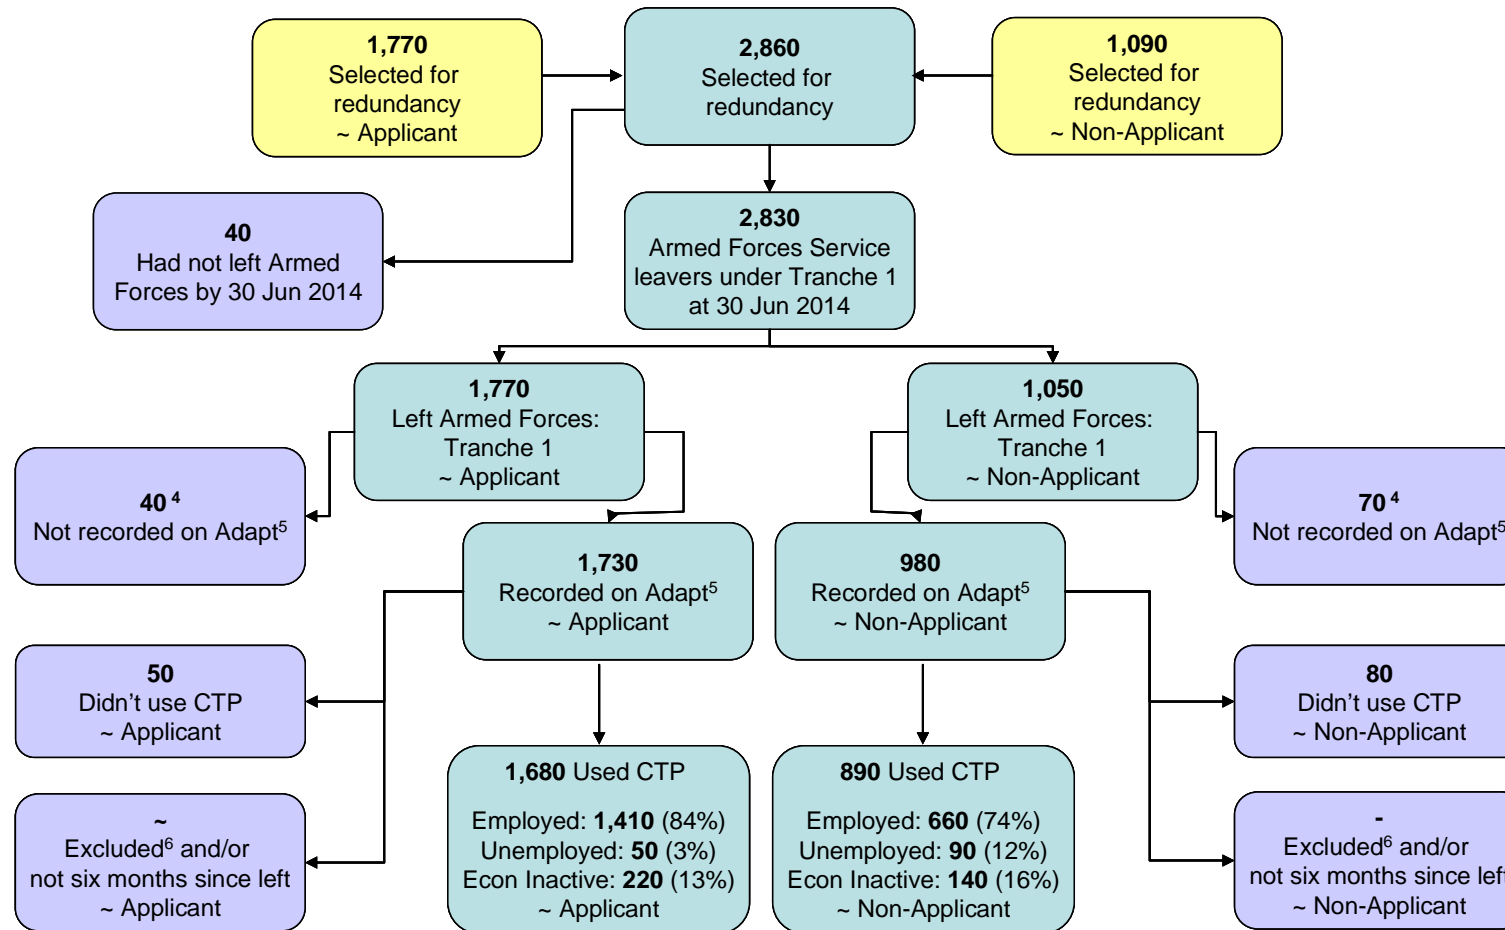 1,770
Selected for
redundancy
~ Applicant
2,860
Selected for
redundancy
1,090
Selected for
redundancy
~ Non-Applicant
40
Had not left Armed
Forces by 30 Jun 2014
2,830
Armed Forces Service
leavers under Tranche 1
at 30 Jun 2014
1,770
Left Armed Forces:
Tranche 1
~ Applicant
1,050
Left Armed Forces:
Tranche 1
~ Non-Applicant
40 4
Not recorded on Adapt5
70 4
Not recorded on Adapt5
1,730
Recorded on Adapt5
~ Applicant
980
Recorded on Adapt5
~ Non-Applicant
50
Didn't use CTP
~ Applicant
80
Didn't use CTP
~ Non-Applicant
1,680 Used CTP
Employed: 1,410 (84%)
Unemployed: 50 (3%)
Econ Inactive: 220 (13%)
~ Applicant
890 Used CTP
Employed: 660 (74%)
Unemployed: 90 (12%)
Econ Inactive: 140 (16%)
~ Non-Applicant
~
Excluded6 and/or
not six months since left
~ Applicant
-
Excluded6 and/or
not six months since left
~ Non-Applicant